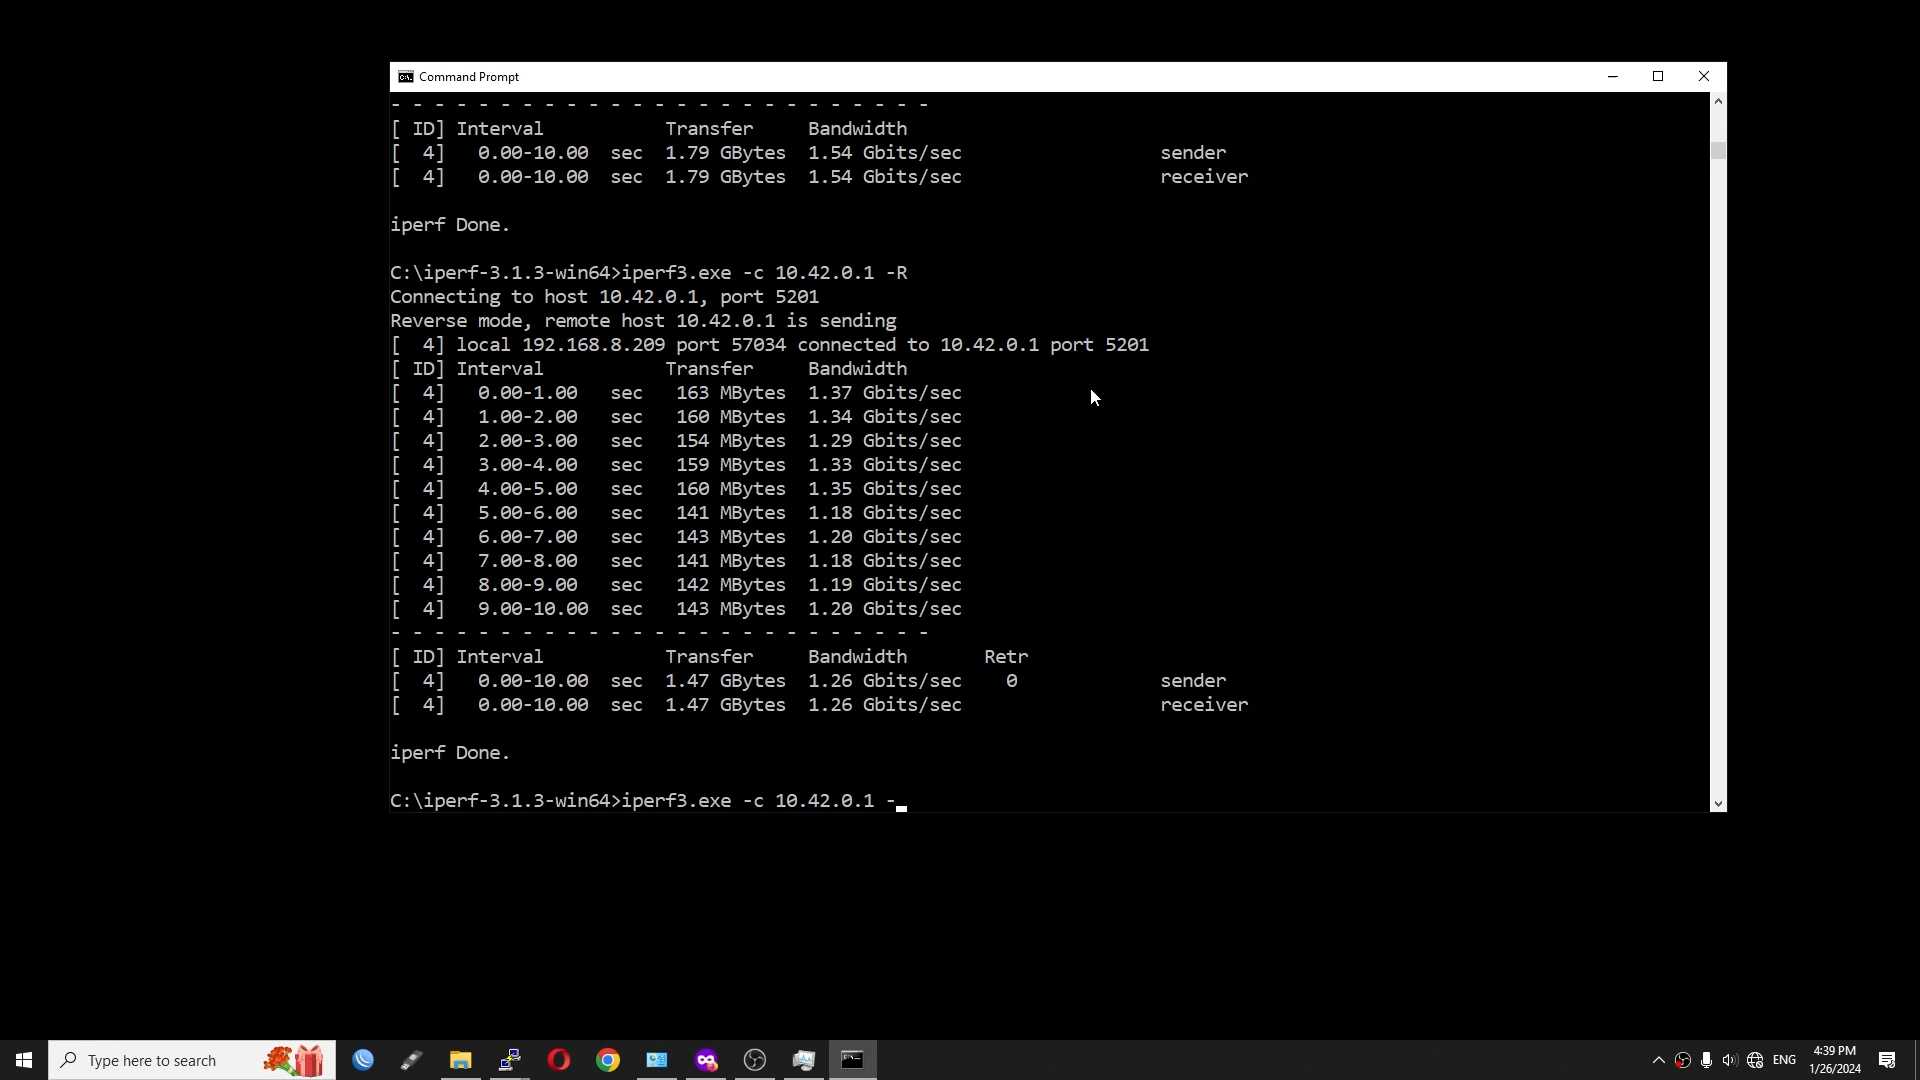 Command Prompt
- - - - - - - - - - - - - - - - - - - - - - - - -
[ ID] Interval           Transfer     Bandwidth
[  4]   0.00-10.00  sec  1.79 GBytes  1.54 Gbits/sec                  sender
[  4]   0.00-10.00  sec  1.79 GBytes  1.54 Gbits/sec                  receiver
iperf Done.
C:\iperf-3.1.3-win64>iperf3.exe -c 10.42.0.1 -R
Connecting to host 10.42.0.1, port 5201
Reverse mode, remote host 10.42.0.1 is sending
[  4] local 192.168.8.209 port 57034 connected to 10.42.0.1 port 5201
[ ID] Interval           Transfer     Bandwidth
[  4]   0.00-1.00   sec   163 MBytes  1.37 Gbits/sec
[  4]   1.00-2.00   sec   160 MBytes  1.34 Gbits/sec
[  4]   2.00-3.00   sec   154 MBytes  1.29 Gbits/sec
[  4]   3.00-4.00   sec   159 MBytes  1.33 Gbits/sec
[  4]   4.00-5.00   sec   160 MBytes  1.35 Gbits/sec
[  4]   5.00-6.00   sec   141 MBytes  1.18 Gbits/sec
[  4]   6.00-7.00   sec   143 MBytes  1.20 Gbits/sec
[  4]   7.00-8.00   sec   141 MBytes  1.18 Gbits/sec
[  4]   8.00-9.00   sec   142 MBytes  1.19 Gbits/sec
[  4]   9.00-10.00  sec   143 MBytes  1.20 Gbits/sec
- - - - - - - - - - - - - - - - - - - - - - - - -
[ ID] Interval           Transfer     Bandwidth       Retr
[  4]   0.00-10.00  sec  1.47 GBytes  1.26 Gbits/sec    0             sender
[  4]   0.00-10.00  sec  1.47 GBytes  1.26 Gbits/sec                  receiver
iperf Done.
C:\iperf-3.1.3-win64>iperf3.exe -c 10.42.0.1 -
Type here to search
ENG
4:39 PM
1/26/2024